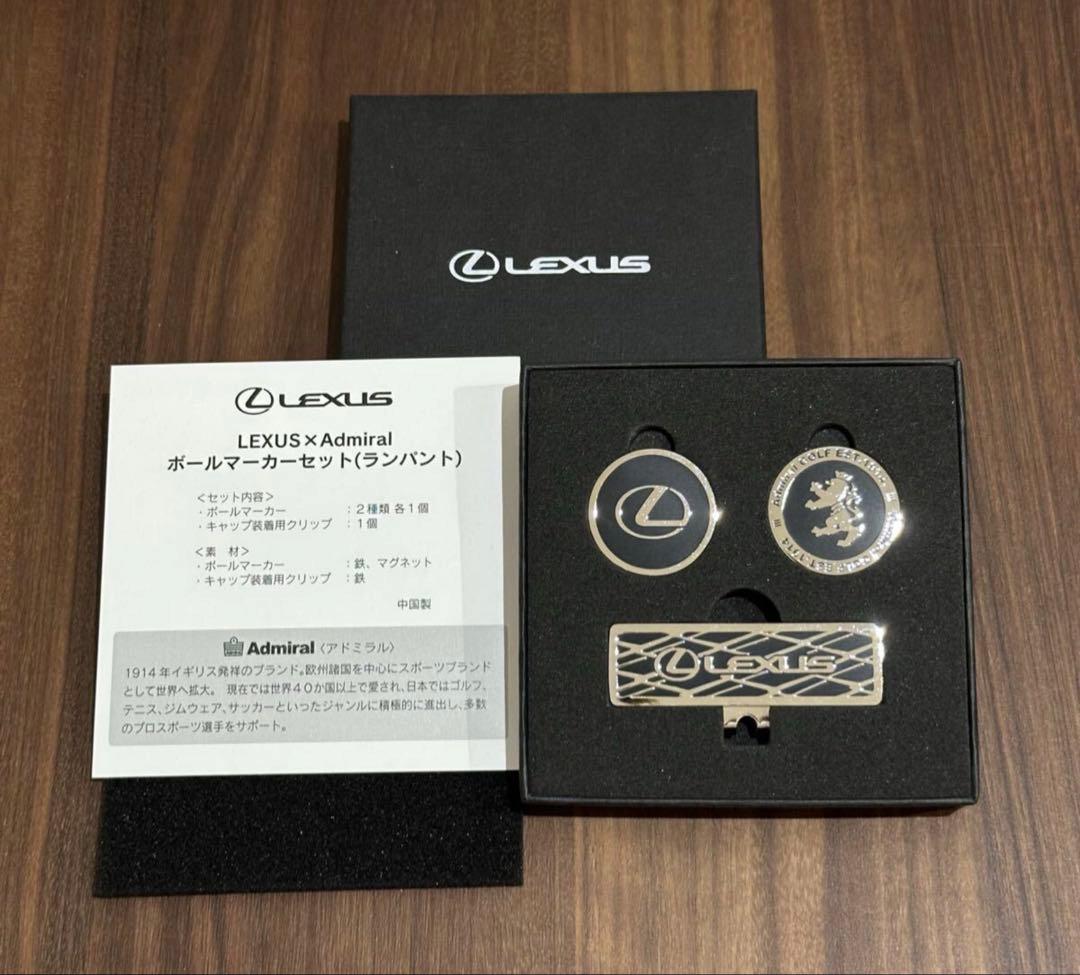 LEXUS
LEXUS
LEXUS×Admiral
ボールマーカーセット(ランパント)
＜セット内容＞
・ボールマーカー ：２種類 各１個
・キャップ装着用クリップ ：１個
＜素 材＞
・ボールマーカー ：鉄、マグネット
・キャップ装着用クリップ ：鉄
中国製
Admiral〈アドミラル〉
1914年イギリス発祥のブランド。欧州諸国を中心にスポーツブランド
として世界へ拡大。 現在では世界４０か国以上で愛され、日本ではゴルフ、
テニス、ジムウェア、サッカーといったジャンルに積極的に進出し、多数
のプロスポーツ選手をサポート。
Admiral GOLF EST.1914
Admiral GOLF EST.1914
LEXUS